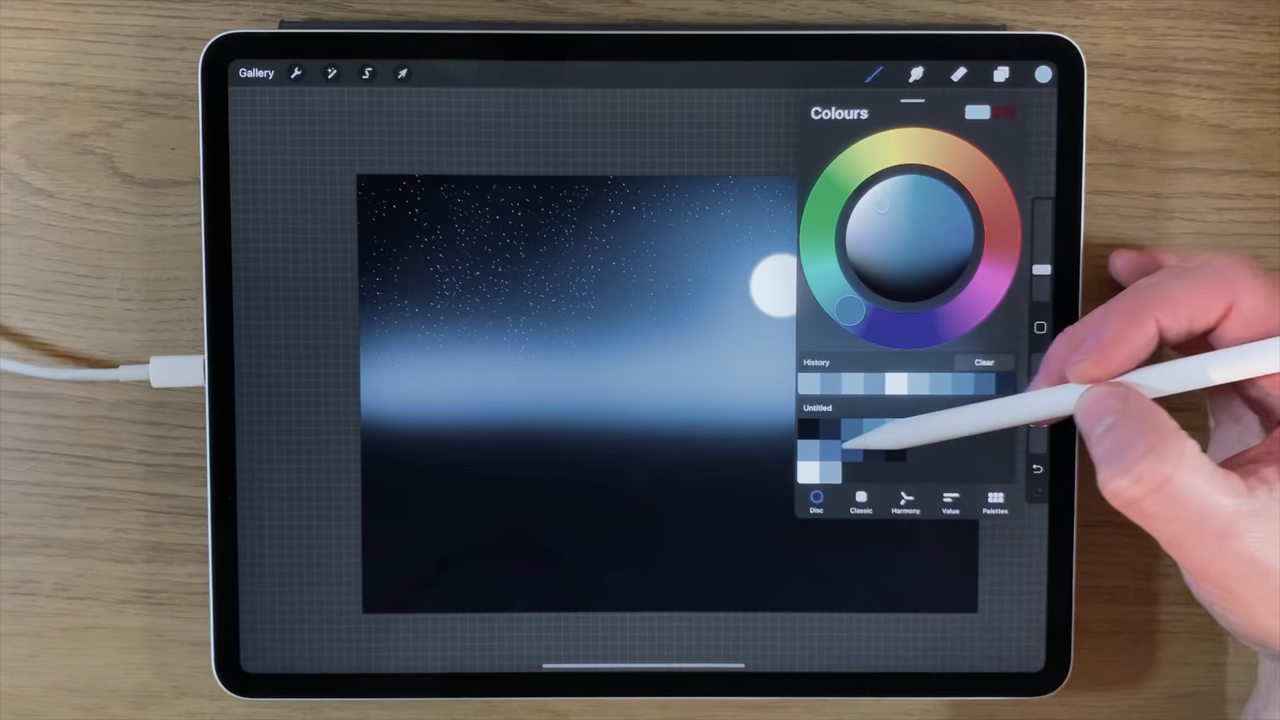 Gallery
Colours
History
Clear
Untitled
Disc
Classic
Harmony
Value
Palettes